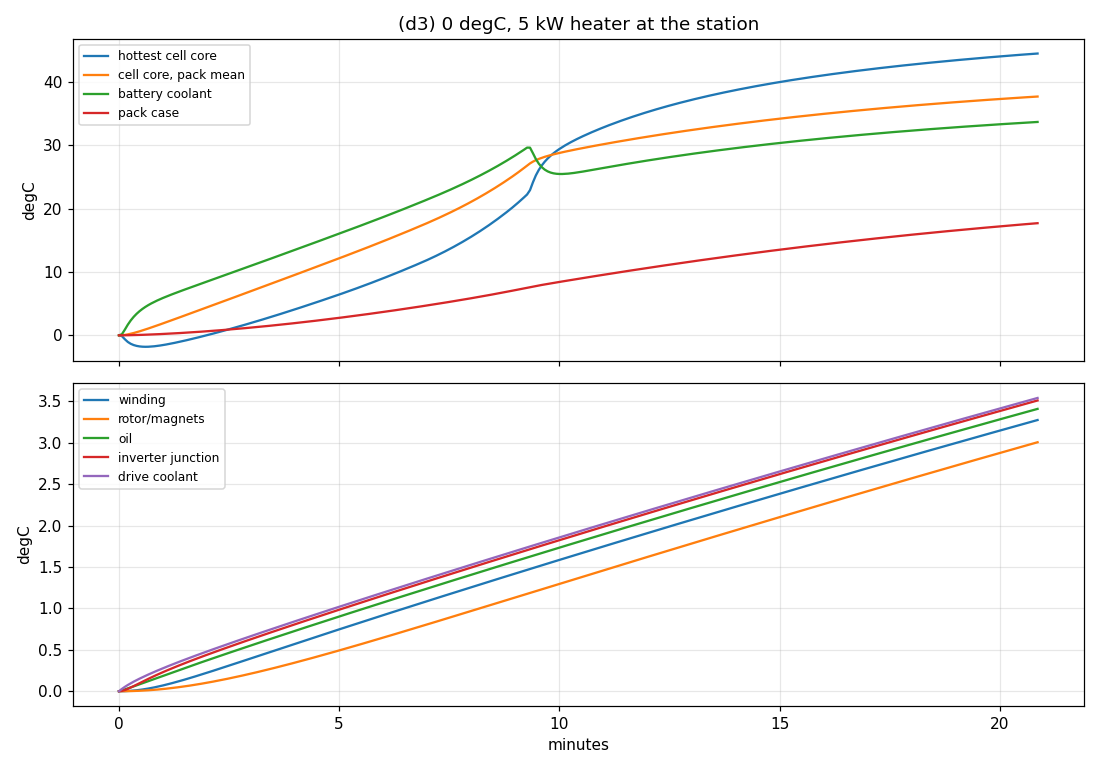 (d3) 0 degC, 5 kW heater at the station
hottest cell core
cell core, pack mean
battery coolant
pack case
40
30
20
10
0
degC
winding
rotor/magnets
oil
inverter junction
drive coolant
3.5
3.0
2.5
2.0
1.5
1.0
0.5
0.0
degC
0 5 10 15 20
minutes